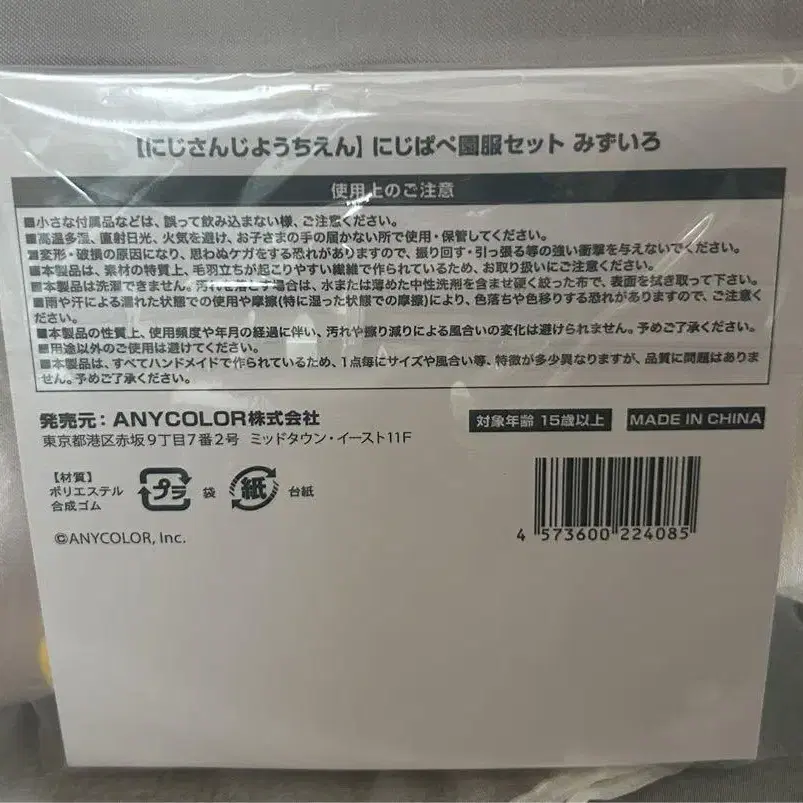 【にじさんじようちえん】にじぱぺ園服セット みずいろ
使用上のご注意
■小さな付属品などは、誤って飲み込まない様、ご注意ください。
■高温多湿、直射日光、火気を避け、お子さまの手の届かない所で使用・保管してください。
■変形・破損の原因になり、思わぬケガをする恐れがありますので、振り回す・引っ張る等の強い衝撃を与えないでください。
■本製品は、素材の特質上、毛羽立ちが起こりやすい繊維で作られているため、お取り扱いにご注意ください。
■本製品は洗濯できません。汚れを落とす場合は、水または薄めた中性洗剤を含ませ硬く絞った布で、表面を拭き取って下さい。
■雨や汗による濡れた状態での使用や摩擦(特に湿った状態での摩擦)により、色落ちや色移りする恐れがありますので、ご注意ください。
■本製品の性質上、使用頻度や年月の経過に伴い、汚れや擦り減りによる風合いの変化は避けられません。予めご了承ください。
■用途以外のご使用は避けてください。
■本製品は、すべてハンドメイドで作られているため、1点毎にサイズや風合い等、特徴が多少異なりますが、品質に問題はありません。予めご了承ください。
発売元：ANYCOLOR株式会社
東京都港区赤坂9丁目7番2号 ミッドタウン・イースト11F
対象年齢 15歳以上
MADE IN CHINA
【材質】
ポリエステル
合成ゴム
プラ 袋
紙 台紙
©ANYCOLOR, Inc.
4 573600 224085